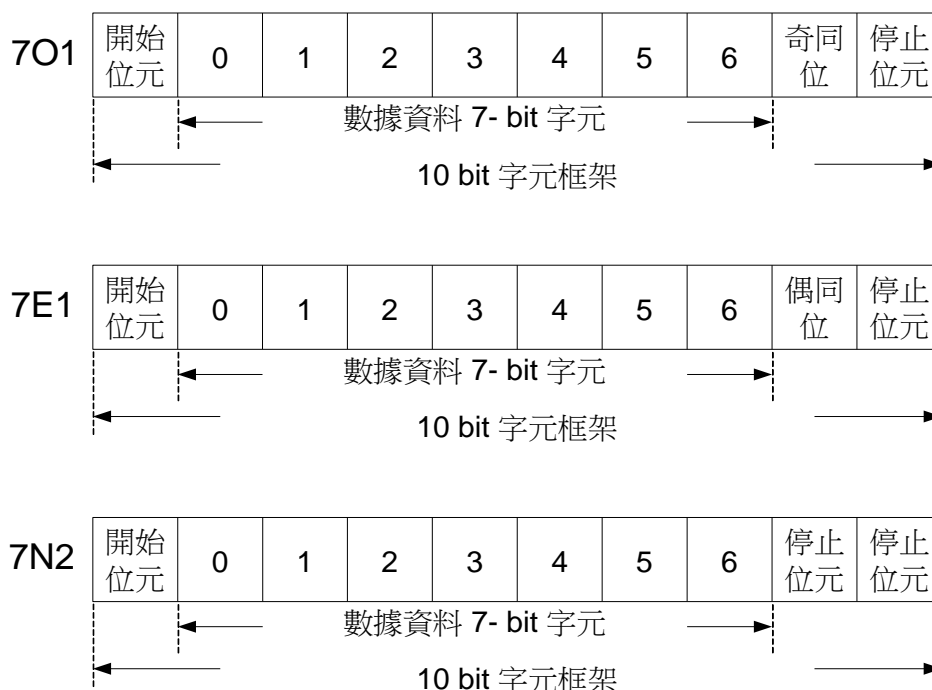 7O1 開始位元 0 1 2 3 4 5 6 奇同位 停止位元
數據資料 7- bit 字元
10 bit 字元框架
7E1 開始位元 0 1 2 3 4 5 6 偶同位 停止位元
數據資料 7- bit 字元
10 bit 字元框架
7N2 開始位元 0 1 2 3 4 5 6 停止位元 停止位元
數據資料 7- bit 字元
10 bit 字元框架